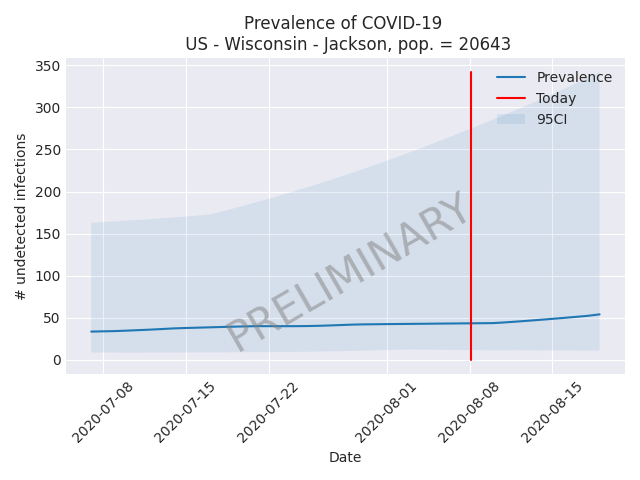 Prevalence of COVID-19
US - Wisconsin - Jackson, pop. = 20643
350
300
250
200
150
100
50
0
# undetected infections
Prevalence
Today
95CI
PRELIMINARY
2020-07-08
2020-07-15
2020-07-22
2020-08-01
2020-08-08
2020-08-15
Date